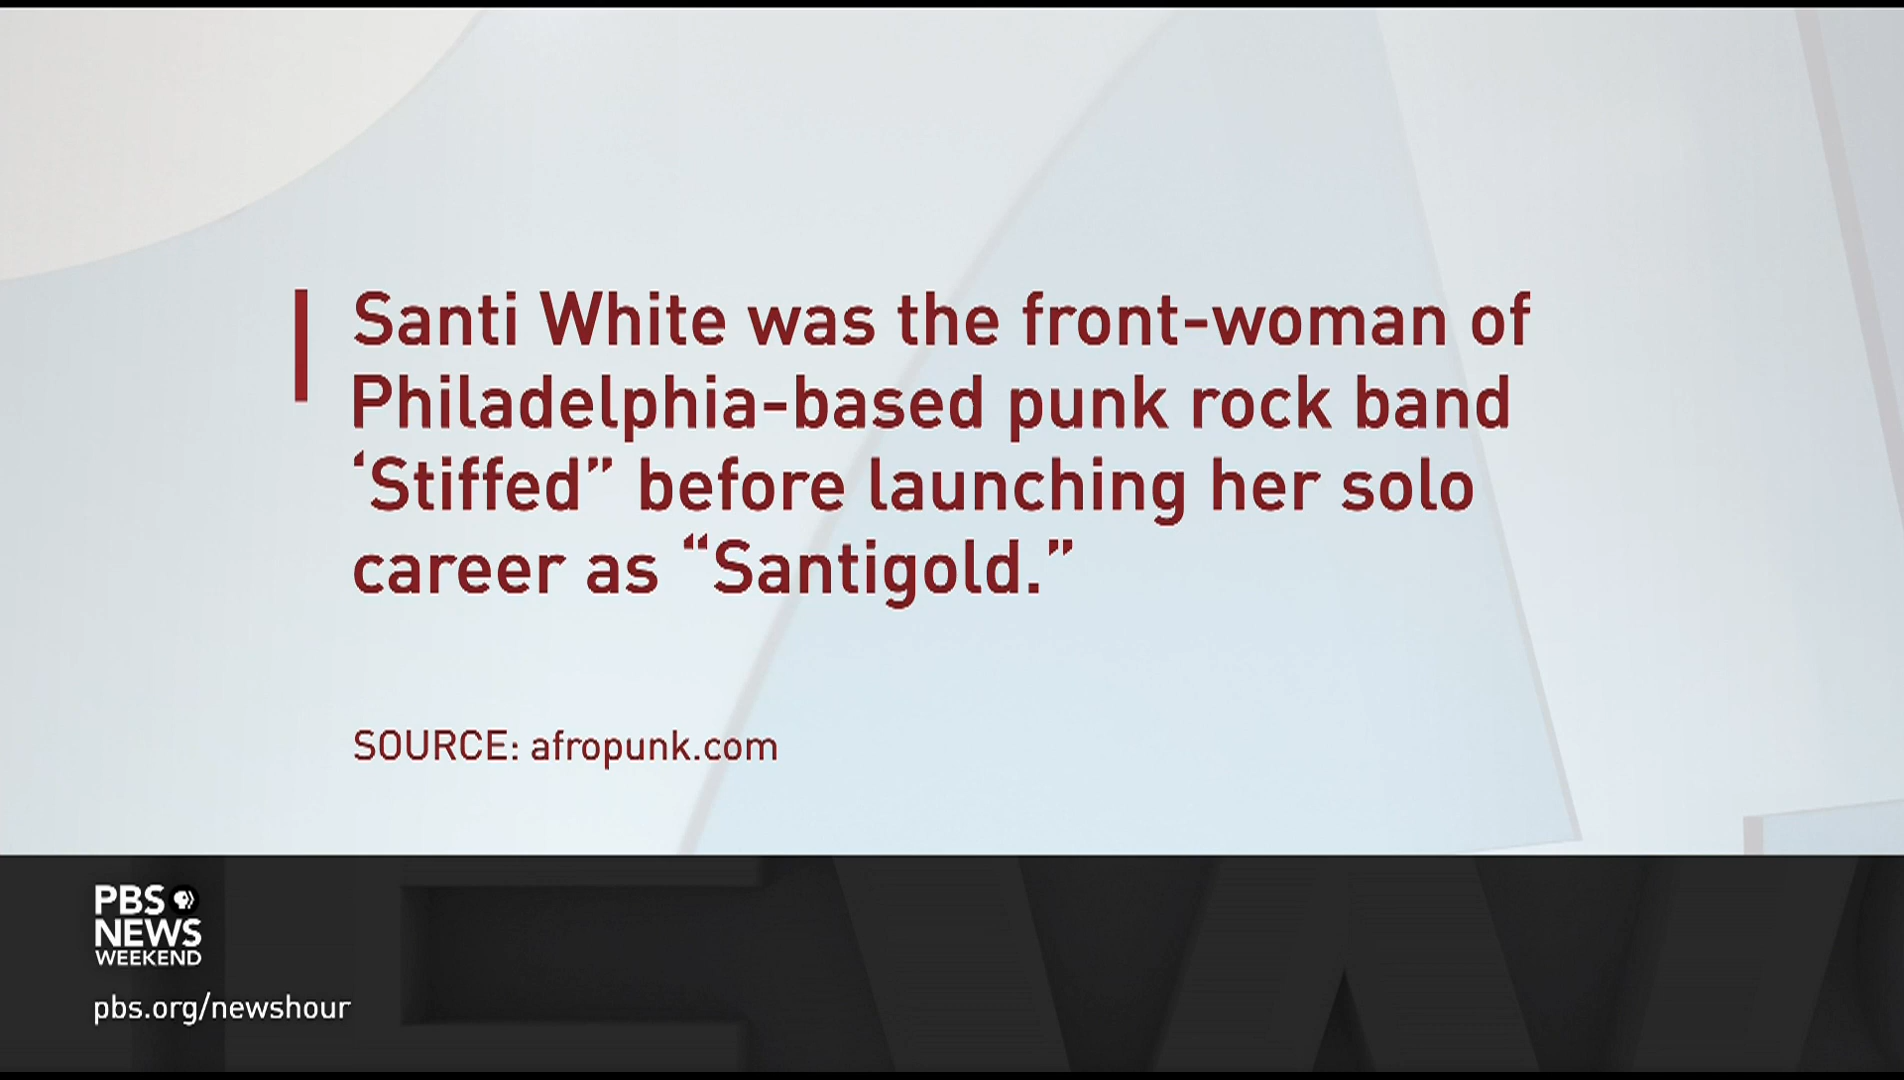 Santi White was the front-woman of
Philadelphia-based punk rock band
‘Stiffed” before launching her solo
career as “Santigold.”
SOURCE: afropunk.com
PBS
NEWS
WEEKEND
pbs.org/newshour